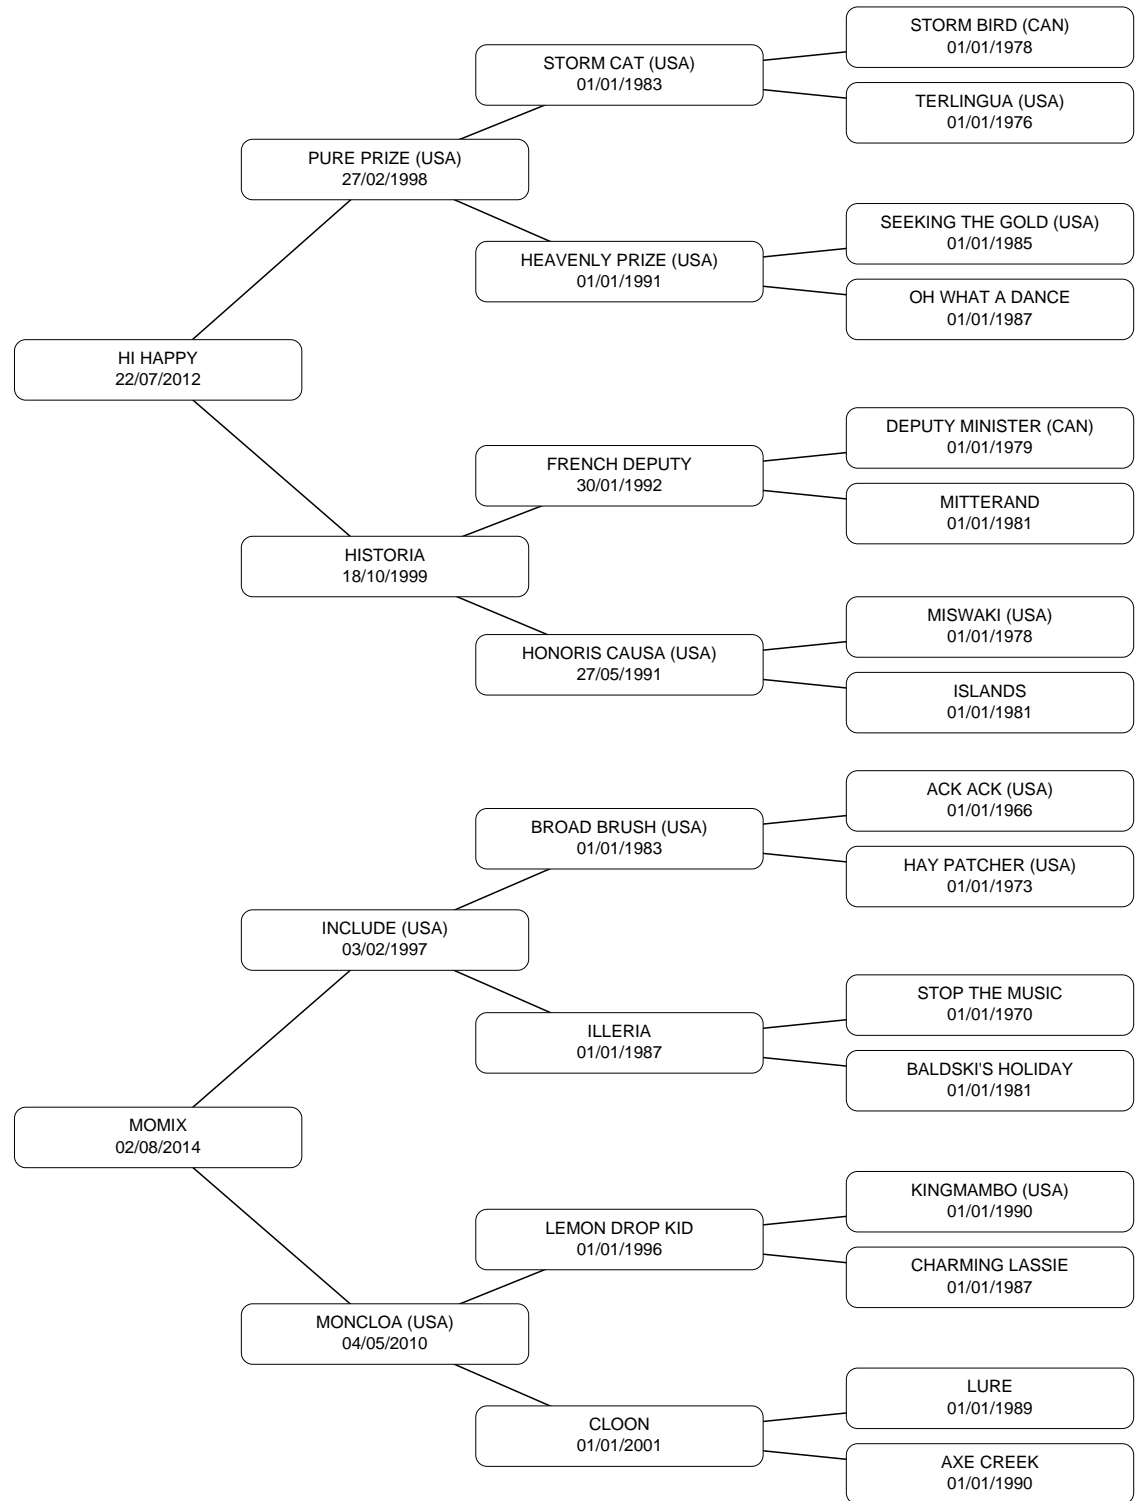 STORM BIRD (CAN)
01/01/1978
STORM CAT (USA)
01/01/1983
TERLINGUA (USA)
01/01/1976
PURE PRIZE (USA)
27/02/1998
SEEKING THE GOLD (USA)
01/01/1985
HEAVENLY PRIZE (USA)
01/01/1991
OH WHAT A DANCE
01/01/1987
HI HAPPY
22/07/2012
DEPUTY MINISTER (CAN)
01/01/1979
FRENCH DEPUTY
30/01/1992
MITTERAND
01/01/1981
HISTORIA
18/10/1999
MISWAKI (USA)
01/01/1978
HONORIS CAUSA (USA)
27/05/1991
ISLANDS
01/01/1981
ACK ACK (USA)
01/01/1966
BROAD BRUSH (USA)
01/01/1983
HAY PATCHER (USA)
01/01/1973
INCLUDE (USA)
03/02/1997
STOP THE MUSIC
01/01/1970
ILLERIA
01/01/1987
BALDSKI'S HOLIDAY
01/01/1981
MOMIX
02/08/2014
KINGMAMBO (USA)
01/01/1990
LEMON DROP KID
01/01/1996
CHARMING LASSIE
01/01/1987
MONCLOA (USA)
04/05/2010
LURE
01/01/1989
CLOON
01/01/2001
AXE CREEK
01/01/1990